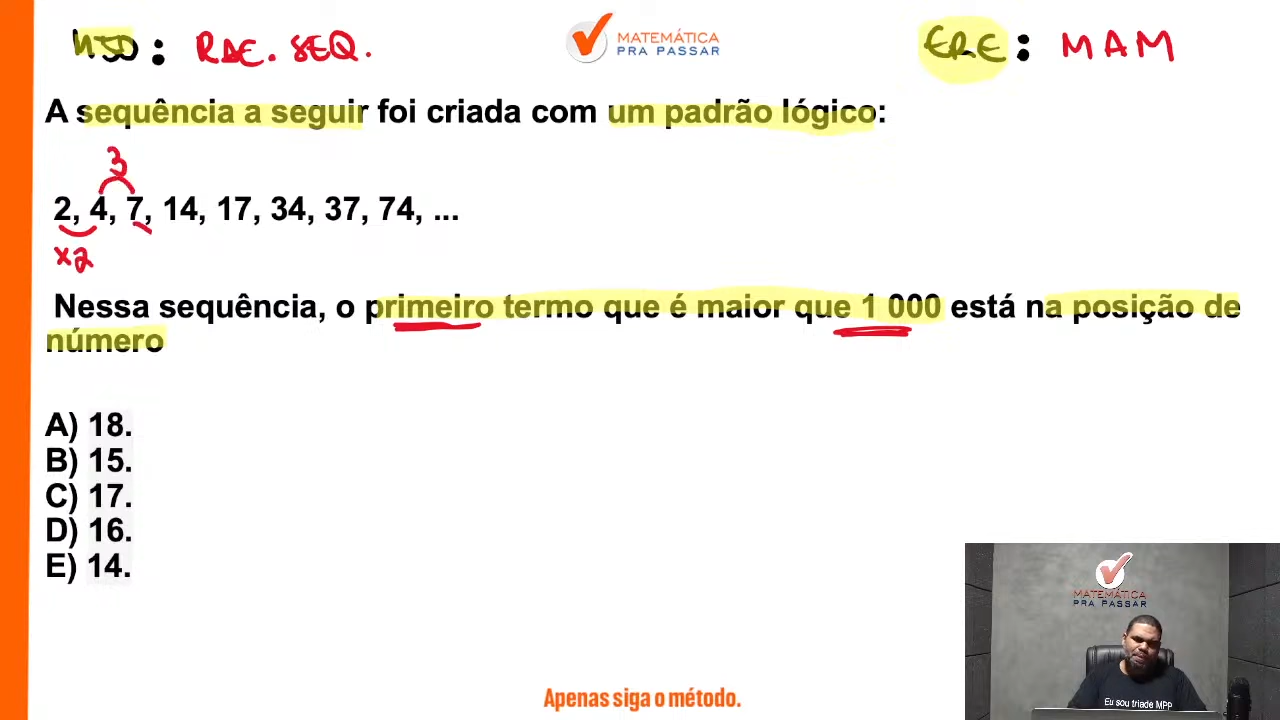 MSD: RAC. SEQ.
MATEMÁTICA
PRA PASSAR
ERE: MAM
A sequência a seguir foi criada com um padrão lógico:
3
2, 4, 7, 14, 17, 34, 37, 74, ...
x2
Nessa sequência, o primeiro termo que é maior que 1 000 está na posição de
número
A) 18.
B) 15.
C) 17.
D) 16.
E) 14.
MATEMÁTICA
PRA PASSAR
Eu sou tríade MPP
Apenas siga o método.